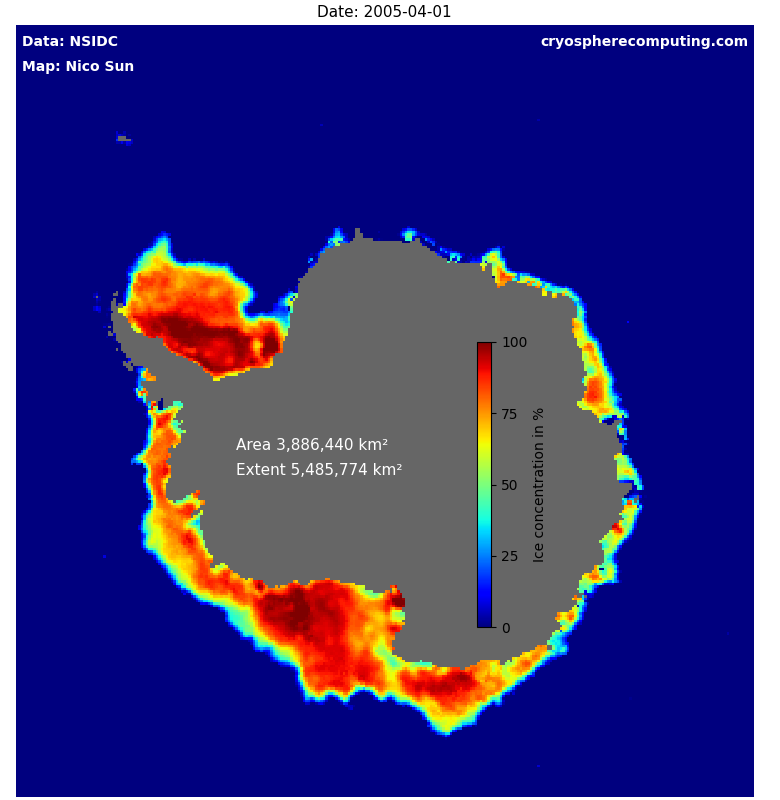 Date: 2005-04-01
Data: NSIDC
cryospherecomputing.com
Map: Nico Sun
100
75
50
25
0
Ice concentration in %
Area 3,886,440 km²
Extent 5,485,774 km²